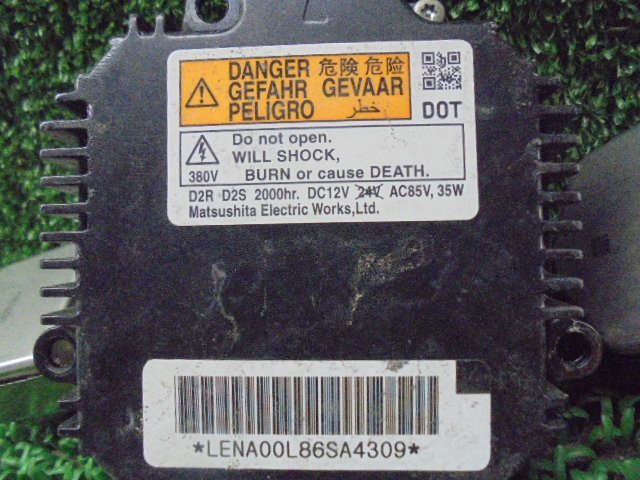 DANGER 危険 危险
GEFAHR GEVAAR
PELIGRO خطر
DOT
380V
Do not open.
WILL SHOCK,
BURN or cause DEATH.
D2R D2S 2000hr. DC12V 24V AC85V, 35W
Matsushita Electric Works,Ltd.
*LENA00L86SA4309*